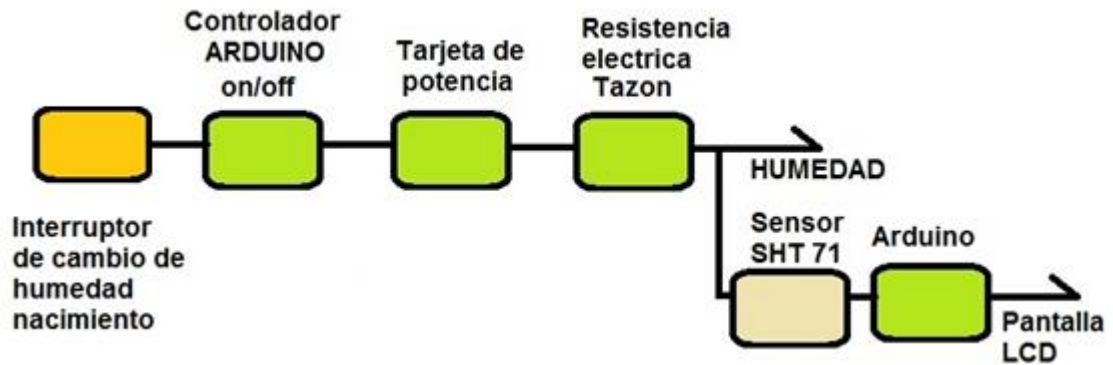 Controlador
ARDUINO
on/off
Tarjeta de
potencia
Resistencia
electrica
Tazon
HUMEDAD
Interruptor
de cambio de
humedad
nacimiento
Sensor
SHT 71
Arduino
Pantalla
LCD